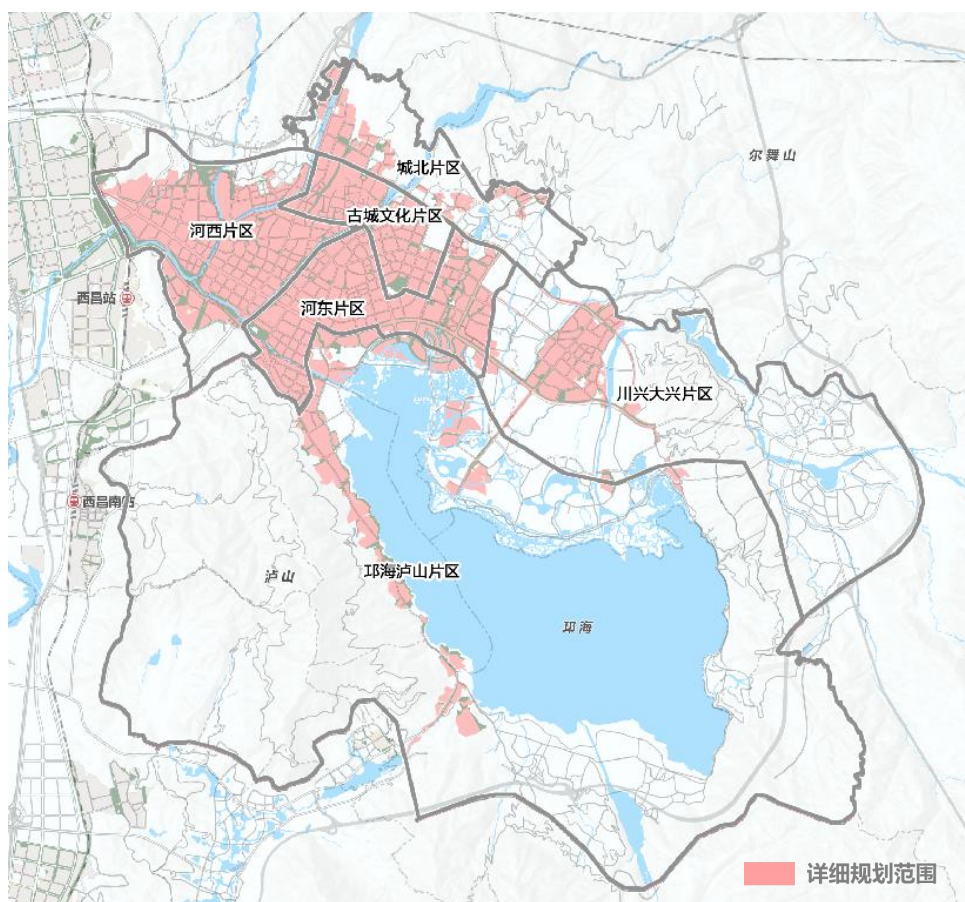 尔舞山
城北片区
古城文化片区
河西片区
西昌站
河东片区
川兴大兴片区
西昌南站
泸山
邛海泸山片区
邛海
详细规划范围